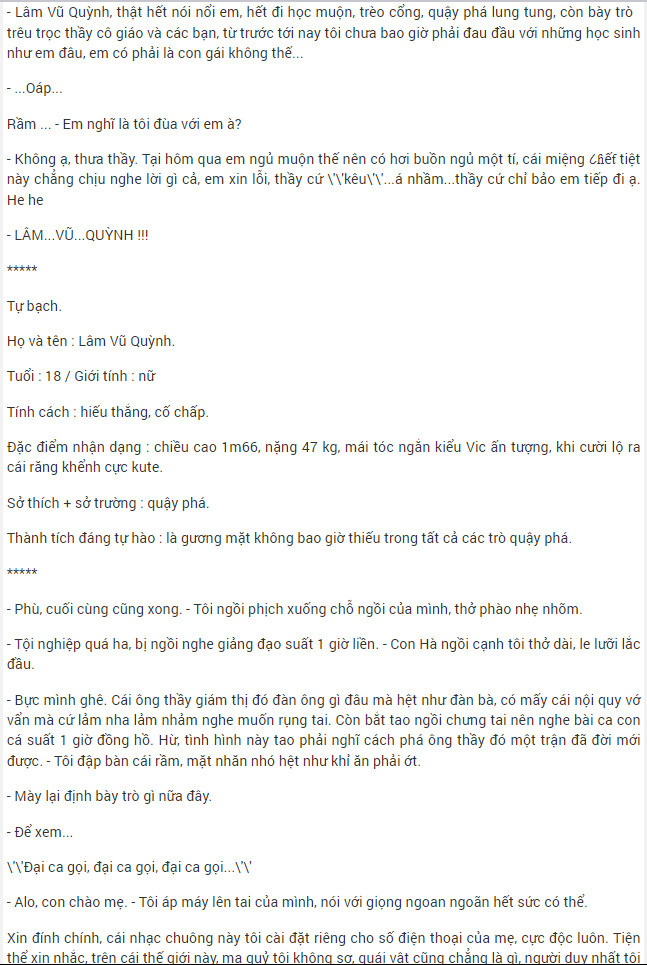 - Lâm Vũ Quỳnh, thật hết nói nổi em, hết đi học muộn, trèo cổng, quậy phá lung tung, còn bày trò
trêu trọc thầy cô giáo và các bạn, từ trước tới nay tôi chưa bao giờ phải đau đầu với những học sinh
như em đâu, em có phải là con gái không thế...
- ...Oáp...
Rầm ... - Em nghĩ là tôi đùa với em à?
- Không ạ, thưa thầy. Tại hôm qua em ngủ muộn thế nên có hơi buồn ngủ một tí, cái miệng tiệt
này chẳng chịu nghe lời gì cả, em xin lỗi, thầy cứ \'\'kêu\'\'...á nhầm...thầy cứ chỉ bảo em tiếp đi ạ.
He he
- LÂM...VŨ...QUỲNH !!!
*****
Tự bạch.
Họ và tên : Lâm Vũ Quỳnh.
Tuổi : 18 / Giới tính : nữ
Tính cách : hiếu thắng, cố chấp.
Đặc điểm nhận dạng : chiều cao 1m66, nặng 47 kg, mái tóc ngắn kiểu Vic ấn tượng, khi cười lộ ra
cái răng khểnh cực kute.
Sở thích + sở trường : quậy phá.
Thành tích đáng tự hào : là gương mặt không bao giờ thiếu trong tất cả các trò quậy phá.
*****
- Phù, cuối cùng cũng xong. - Tôi ngồi phịch xuống chỗ ngồi của mình, thở phào nhẹ nhõm.
- Tội nghiệp quá ha, bị ngồi nghe giảng đạo suất 1 giờ liền. - Con Hà ngồi cạnh tôi thở dài, le lưỡi lắc
đầu.
- Bực mình ghê. Cái ông thầy giám thị đó đàn ông gì đâu mà hệt như đàn bà, có mấy cái nội quy vớ
vẩn mà cứ lảm nha lảm nhảm nghe muốn rụng tai. Còn bắt tao ngồi chưng tai nên nghe bài ca con
cá suất 1 giờ đồng hồ. Hừ, tình hình này tao phải nghĩ cách phá ông thầy đó một trận đã đời mới
được. - Tôi đập bàn cái rầm, mặt nhăn nhó hệt như khỉ ăn phải ớt.
- Mày lại định bày trò gì nữa đây.
- Để xem...
\'\'Đại ca gọi, đại ca gọi, đại ca gọi...\'\'
- Alo, con chào mẹ. - Tôi áp máy lên tai của mình, nói với giọng ngoan ngoãn hết sức có thể.
Xin đính chính, cái nhạc chuông này tôi cài đặt riêng cho số điện thoại của mẹ, cực độc luôn. Tiện
thể xin nhắc, trên cái thế giới này, ma quỷ tôi không sợ, quái vật cũng chẳng là gì, người duy nhất tôi